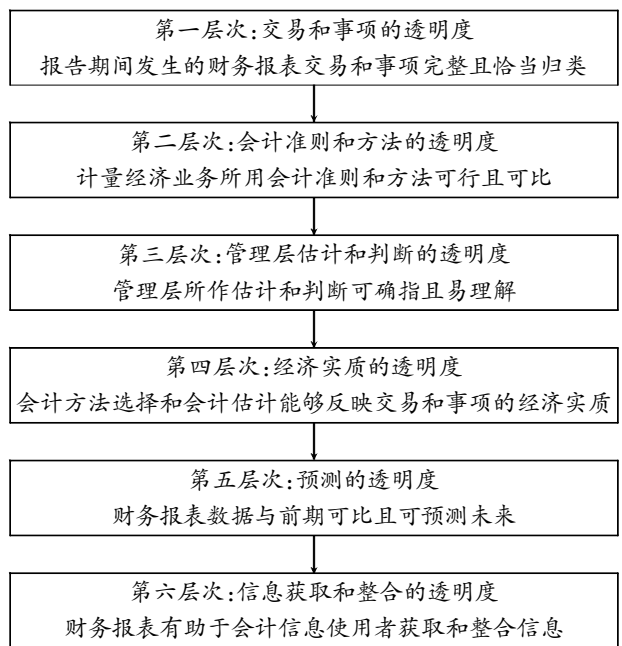 第一层次:交易和事项的透明度
报告期间发生的财务报表交易和事项完整且恰当归类
第二层次:会计准则和方法的透明度
计量经济业务所用会计准则和方法可行且可比
第三层次:管理层估计和判断的透明度
管理层所作估计和判断可确指且易理解
第四层次:经济实质的透明度
会计方法选择和会计估计能够反映交易和事项的经济实质
第五层次:预测的透明度
财务报表数据与前期可比且可预测未来
第六层次:信息获取和整合的透明度
财务报表有助于会计信息使用者获取和整合信息